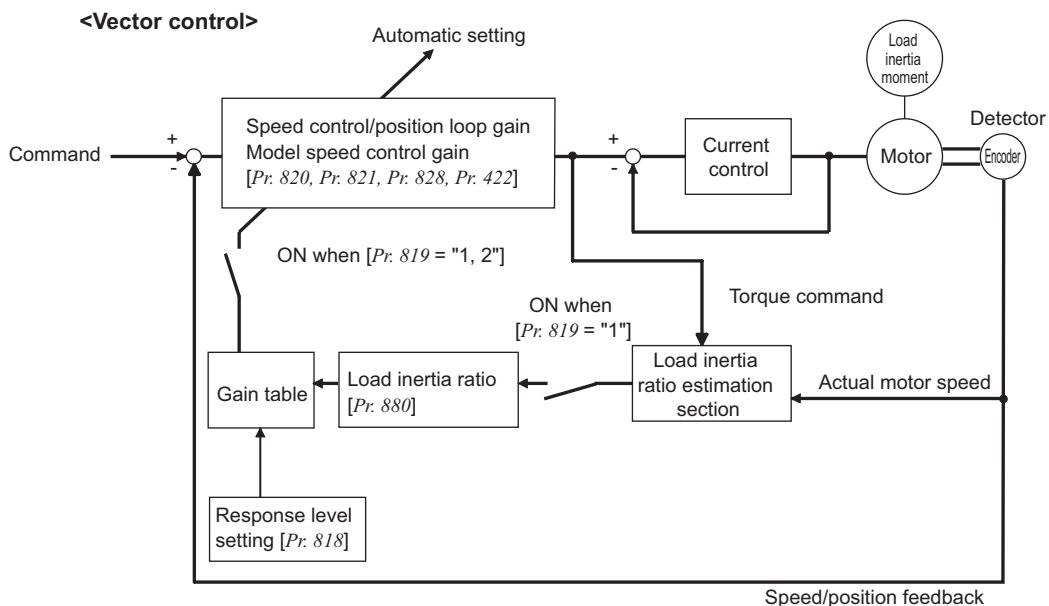 <Vector control>
Automatic setting
Load
inertia
moment
Detector
Command
+
-
Speed control/position loop gain
Model speed control gain
[Pr. 820, Pr. 821, Pr. 828, Pr. 422]
+
-
Current
control
Motor
Encoder
ON when [Pr. 819 = "1, 2"]
Torque command
ON when
[Pr. 819 = "1"]
Gain table
Load inertia ratio
[Pr. 880]
Load inertia
ratio estimation
section
Actual motor speed
Response level
setting [Pr. 818]
Speed/position feedback